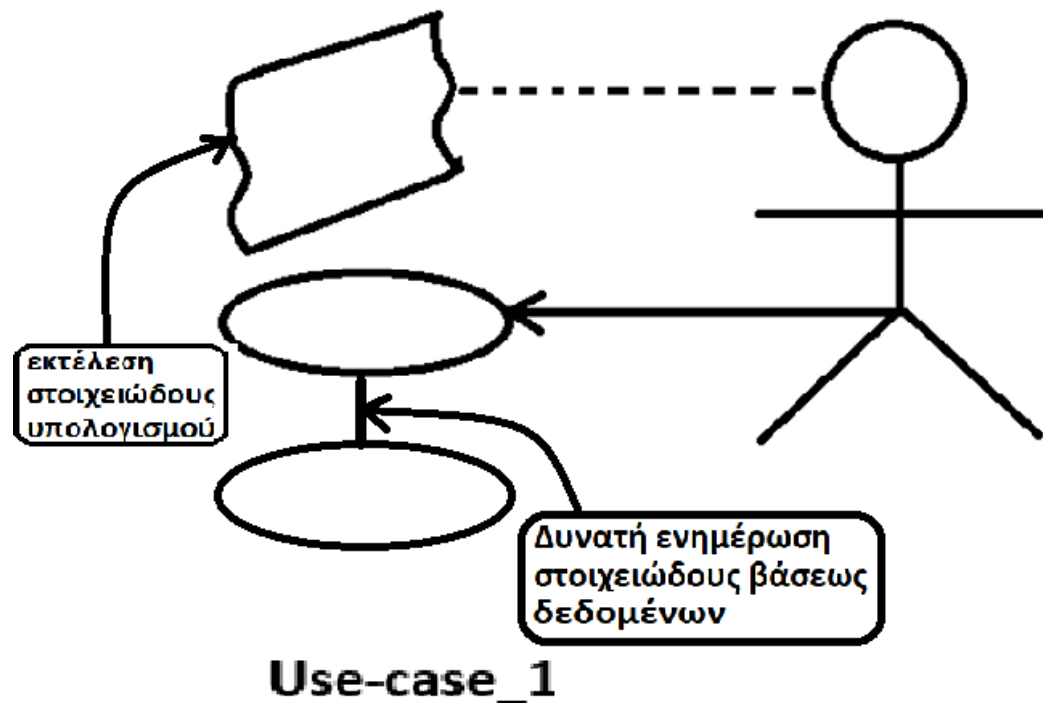 εκτέλεση
στοιχειώδους
υπολογισμού
Δυνατή ενημέρωση
στοιχειώδους βάσεως
δεδομένων
Use-case_1